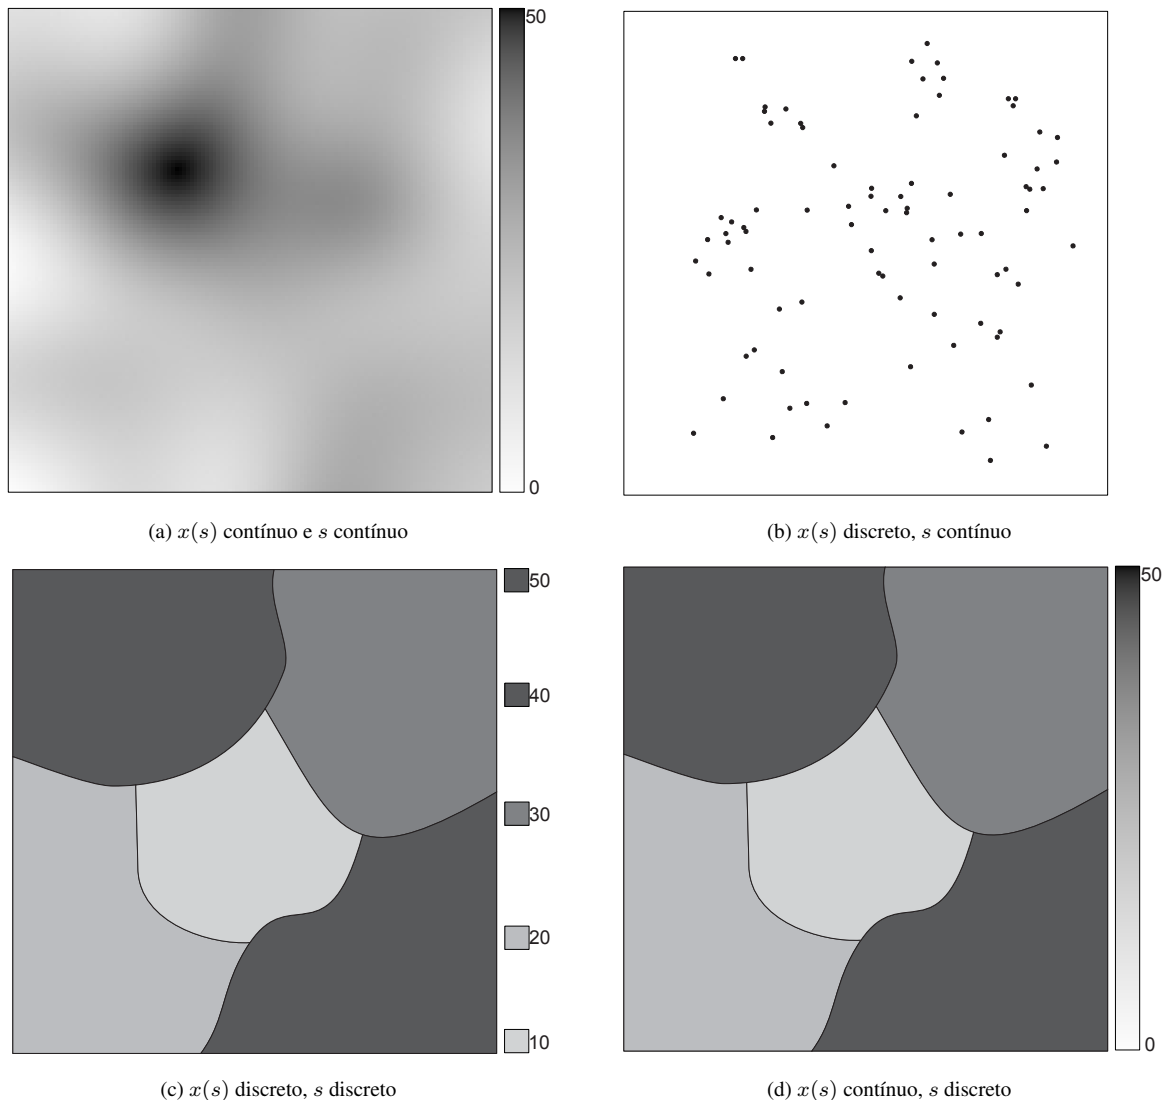 50
0
(a) x(s) contínuo e s contínuo
(b) x(s) discreto, s contínuo
50
40
30
20
10
50
0
(c) x(s) discreto, s discreto
(d) x(s) contínuo, s discreto